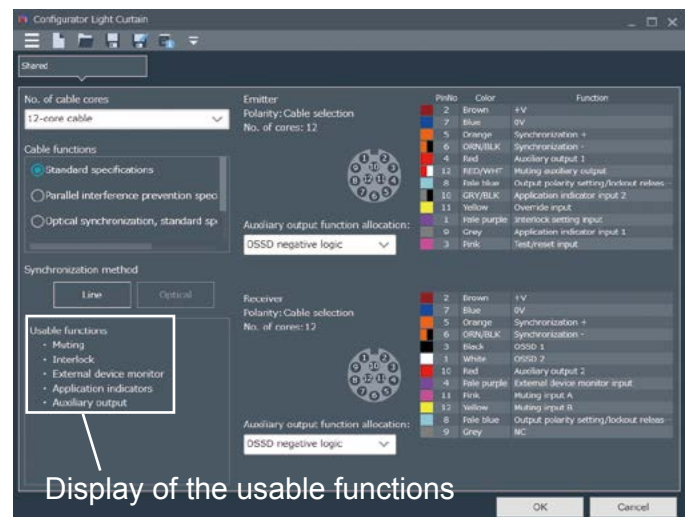 Configurator Light Curtain
Shared
No. of cable cores
12-core cable
Cable functions
Standard specifications
Parallel interference prevention spec
Optical synchronization, standard sp
Synchronization method
Line Optical
Usable functions
• Muting
• Interlock
• External device monitor
• Application indicators
• Auxiliary output
Emitter
Polarity: Cable selection
No. of cores: 12
Auxiliary output function allocation:
OSSD negative logic
PinNo Color Function
2 Brown +V
7 Blue 0V
5 Orange Synchronization +
6 ORN/BLK Synchronization -
4 Red Auxiliary output 1
12 RED/WHT Muting auxiliary output
8 Pale blue Output polarity setting/lockout releas
10 GRY/BLK Application indicator input 2
11 Yellow Override input
1 Pale purple Interlock setting input
9 Grey Application indicator input 1
3 Pink Test/reset input
Receiver
Polarity: Cable selection
No. of cores: 12
Auxiliary output function allocation:
OSSD negative logic
2 Brown +V
7 Blue 0V
5 Orange Synchronization +
6 ORN/BLK Synchronization -
3 Black OSSD 1
1 White OSSD 2
10 Red Auxiliary output 2
4 Pale purple External device monitor input
11 Pink Muting input A
12 Yellow Muting input B
8 Pale blue Output polarity setting/lockout releas
9 Grey NC
Display of the usable functions
OK Cancel